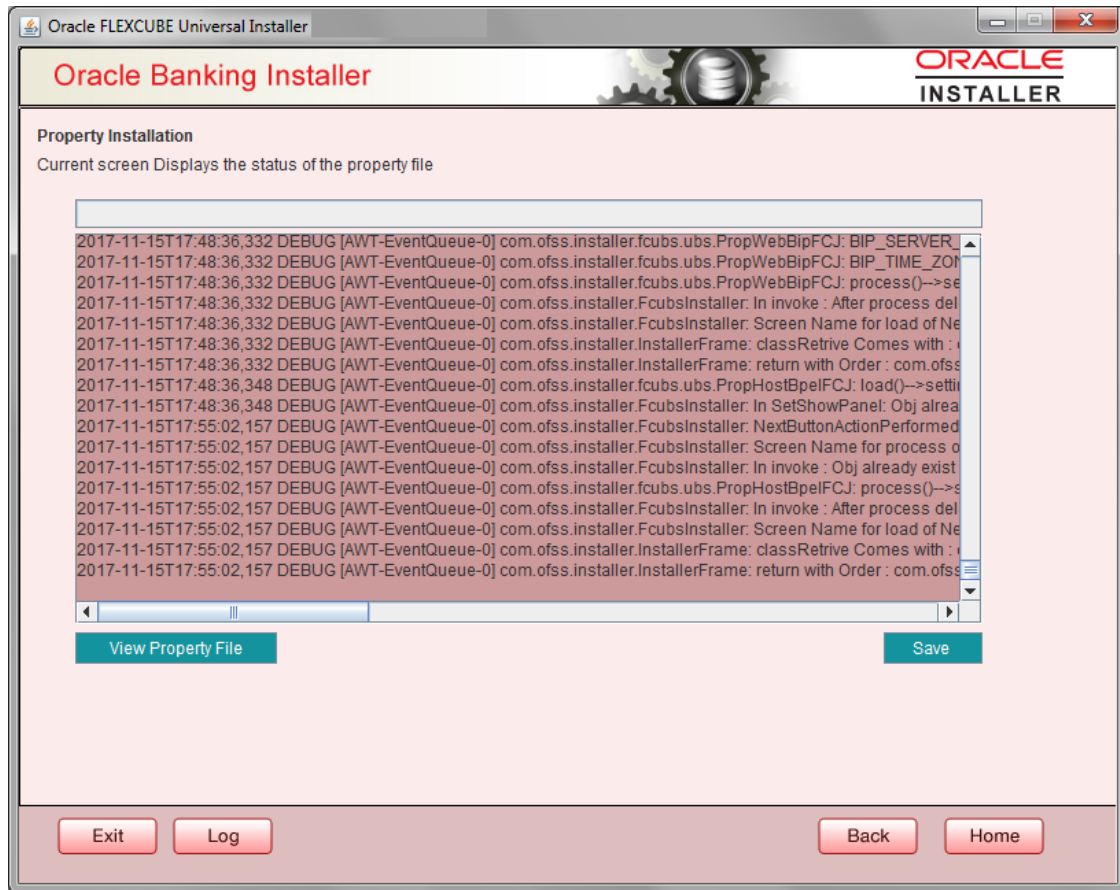 Oracle FLEXCUBE Universal Installer
Oracle Banking Installer
ORACLE
INSTALLER
Property Installation
Current screen Displays the status of the property file
2017-11-15T17:48:36,332 DEBUG [AWT-EventQueue-0] com.ofss.installer.fcubs.ubs.PropWebBipFCJ: BIP_SERVER_
2017-11-15T17:48:36,332 DEBUG [AWT-EventQueue-0] com.ofss.installer.fcubs.ubs.PropWebBipFCJ: BIP_TIME_ZON
2017-11-15T17:48:36,332 DEBUG [AWT-EventQueue-0] com.ofss.installer.fcubs.ubs.PropWebBipFCJ: process()-->se
2017-11-15T17:48:36,332 DEBUG [AWT-EventQueue-0] com.ofss.installer.FcubsInstaller: In invoke : After process del
2017-11-15T17:48:36,332 DEBUG [AWT-EventQueue-0] com.ofss.installer.FcubsInstaller: Screen Name for load of Ne
2017-11-15T17:48:36,332 DEBUG [AWT-EventQueue-0] com.ofss.installer.InstallerFrame: classRetrive Comes with :
2017-11-15T17:48:36,332 DEBUG [AWT-EventQueue-0] com.ofss.installer.InstallerFrame: return with Order : com.ofss
2017-11-15T17:48:36,348 DEBUG [AWT-EventQueue-0] com.ofss.installer.fcubs.ubs.PropHostBpelFCJ: load()-->settin
2017-11-15T17:48:36,348 DEBUG [AWT-EventQueue-0] com.ofss.installer.FcubsInstaller: In SetShowPanel: Obj alrea
2017-11-15T17:55:02,157 DEBUG [AWT-EventQueue-0] com.ofss.installer.FcubsInstaller: NextButtonActionPerformed
2017-11-15T17:55:02,157 DEBUG [AWT-EventQueue-0] com.ofss.installer.FcubsInstaller: Screen Name for process o
2017-11-15T17:55:02,157 DEBUG [AWT-EventQueue-0] com.ofss.installer.FcubsInstaller: In invoke : Obj already exist
2017-11-15T17:55:02,157 DEBUG [AWT-EventQueue-0] com.ofss.installer.fcubs.ubs.PropHostBpelFCJ: process()-->s
2017-11-15T17:55:02,157 DEBUG [AWT-EventQueue-0] com.ofss.installer.FcubsInstaller: In invoke : After process del
2017-11-15T17:55:02,157 DEBUG [AWT-EventQueue-0] com.ofss.installer.FcubsInstaller: Screen Name for load of Ne
2017-11-15T17:55:02,157 DEBUG [AWT-EventQueue-0] com.ofss.installer.InstallerFrame: classRetrive Comes with :
2017-11-15T17:55:02,157 DEBUG [AWT-EventQueue-0] com.ofss.installer.InstallerFrame: return with Order : com.ofss
View Property File
Save
Exit
Log
Back
Home